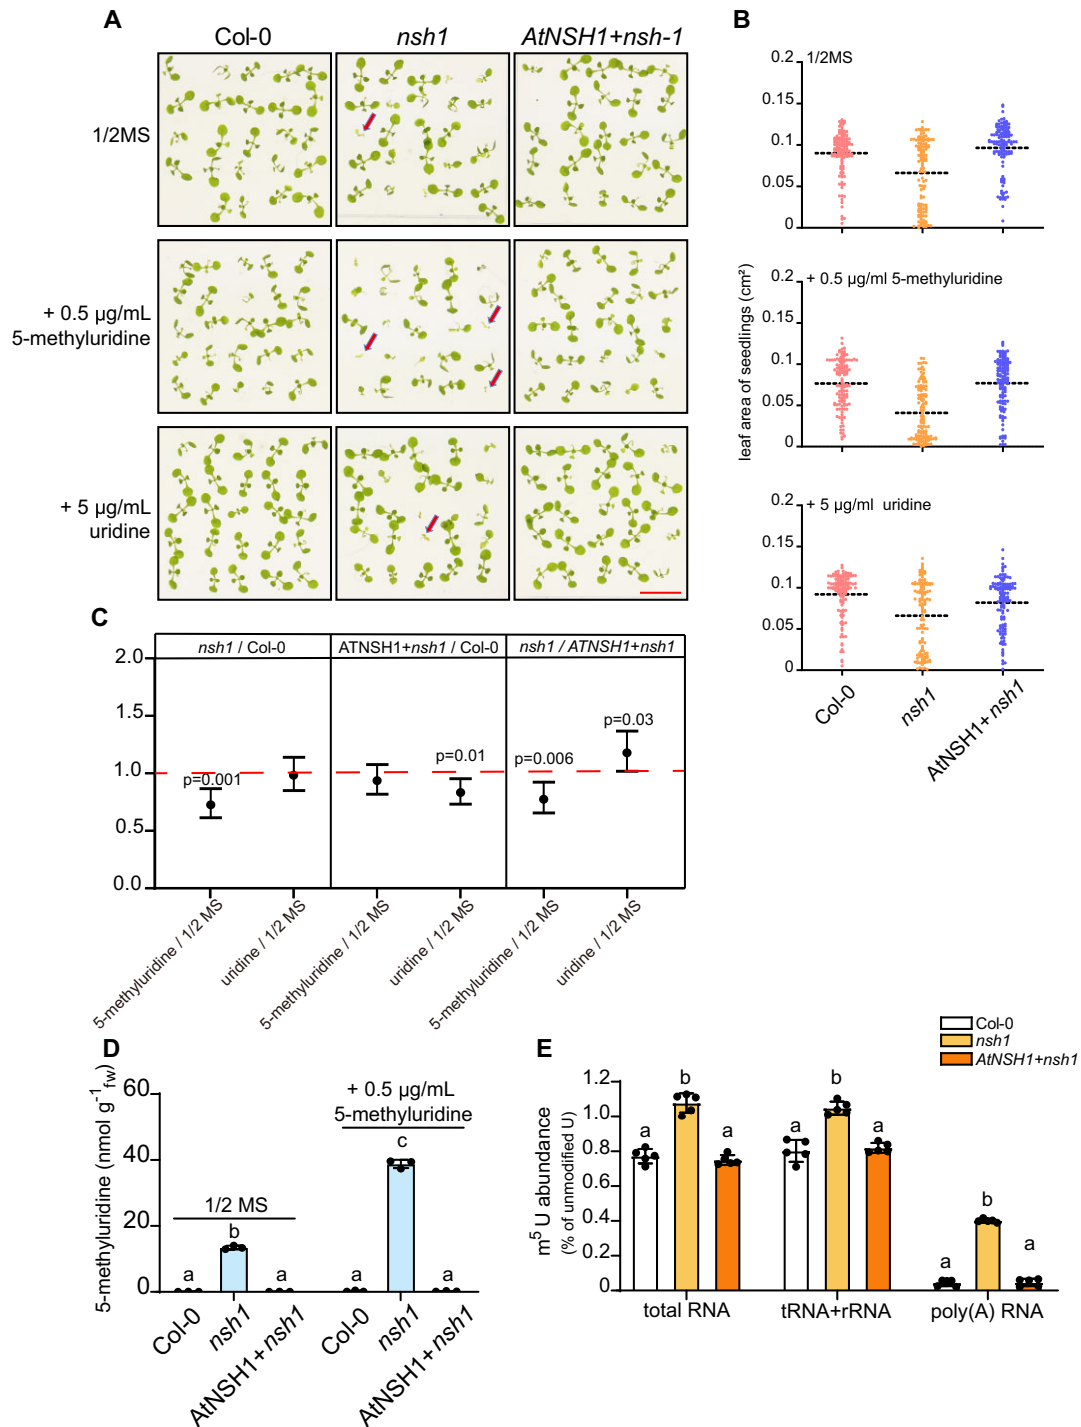 A
Col-0
nsh1
AtNSH1+nsh-1
1/2MS
+ 0.5 µg/mL
5-methyluridine
+ 5 µg/mL
uridine
B
leaf area of seedlings (cm²)
1/2MS
0.2
0.15
0.1
0.05
0
+ 0.5 µg/ml 5-methyluridine
0.2
0.15
0.1
0.05
0
+ 5 µg/ml uridine
0.2
0.15
0.1
0.05
0
Col-0
nsh1
AtNSH1+nsh1
C
nsh1 / Col-0
ATNSH1+nsh1 / Col-0
nsh1 / ATNSH1+nsh1
2.0
1.5
1.0
0.5
0.0
p=0.001
p=0.01
p=0.006
p=0.03
5-methyluridine / 1/2 MS
uridine / 1/2 MS
5-methyluridine / 1/2 MS
uridine / 1/2 MS
5-methyluridine / 1/2 MS
uridine / 1/2 MS
D
5-methyluridine (nmol g⁻¹fw)
60
40
20
0
1/2 MS
+ 0.5 µg/mL
5-methyluridine
a
b
a
a
c
a
Col-0
nsh1
AtNSH1+nsh1
Col-0
nsh1
AtNSH1+nsh1
E
Col-0
nsh1
AtNSH1+nsh1
m⁵ U abundance
(% of unmodified U)
1.2
1.0
0.8
0.4
0.2
0
a
b
a
a
b
a
a
b
a
total RNA
tRNA+rRNA
poly(A) RNA